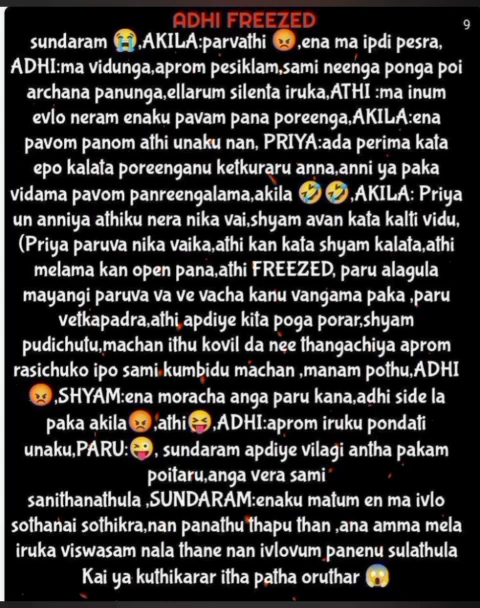 ADHI FREEZED
9
sundaram 😭,AKILA:parvathi 😡,ena ma ipdi pesra,
ADHI:ma vidunga,aprom pesiklam,sami neenga ponga poi
archana panunga,ellarum silenta iruka,ATHI :ma inum
evlo neram enaku pavam pana poreenga,AKILA:ena
pavom panom athi unaku nan, PRIYA:ada perima kata
epo kalata poreenganu ketkuraru anna,anni ya paka
vidama pavom panreengalama,akila 🤣🤣,AKILA: Priya
un anniya athiku nera nika vai,shyam avan kata kalti vidu,
(Priya paruva nika vaika,athi kan kata shyam kalata,athi
melama kan open pana,athi FREEZED, paru alagula
mayangi paruva va ve vacha kanu vangama paka ,paru
vetkapadra,athi apdiye kita poga porar,shyam
pudichutu,machan ithu kovil da nee thangachiya aprom
rasichuko ipo sami kumbidu machan ,manam pothu,ADHI
😡,SHYAM:ena moracha anga paru kana,adhi side la
paka akila😡,athi😝,ADHI:aprom iruku pondati
unaku,PARU:😜, sundaram apdiye vilagi antha pakam
poitaru,anga vera sami
sanithanathula ,SUNDARAM:enaku matum en ma ivlo
sothanai sothikra,nan panathu thapu than ,ana amma mela
iruka viswasam nala thane nan ivlovum panenu sulathula
Kai ya kuthikarar itha patha oruthar 😱